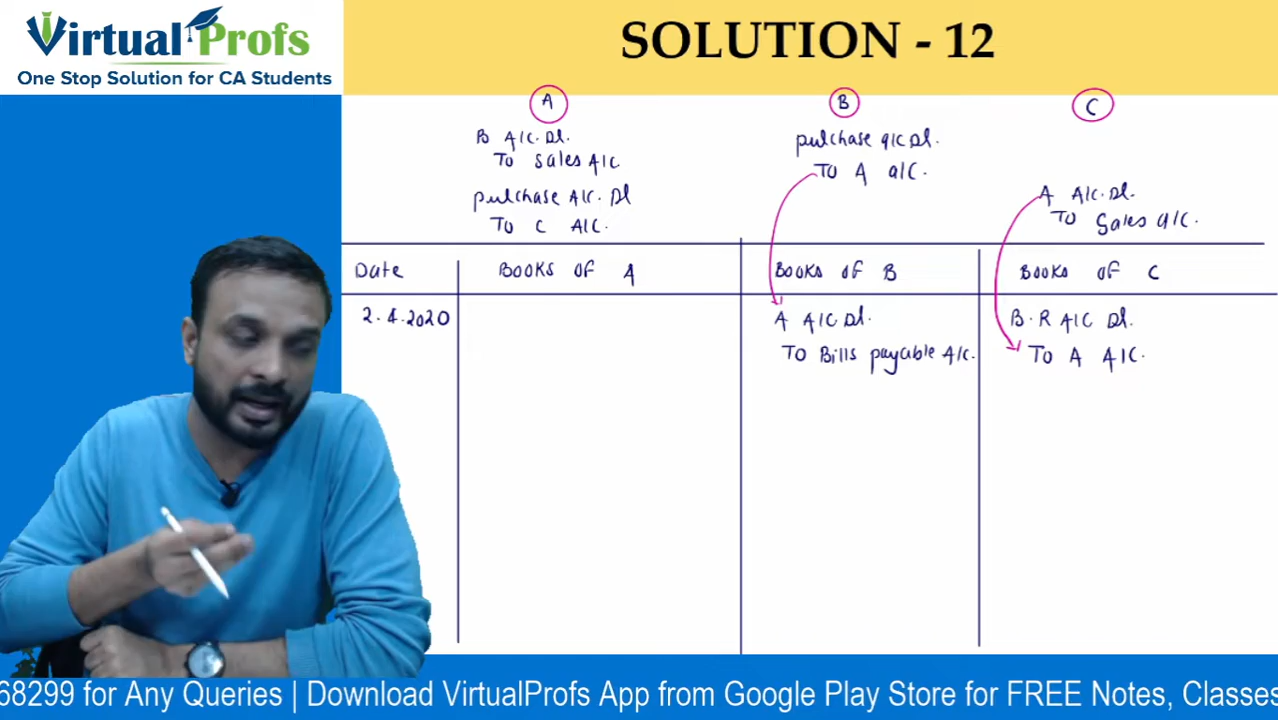 Virtual Profs
One Stop Solution for CA Students
SOLUTION - 12
A
B A/C. Dr.
To Sales A/C
purchase A/C. Dr
To C A/C.
B
purchase a/c Dr.
To A a/c.
C
A A/C. Dr.
To Sales a/c.
Date
Books of A
Books of B
Books of C
2.4.2020
A A/C Dr.
To Bills payable A/c.
B.R A/C Dr.
To A A/C.
68299 for Any Queries | Download VirtualProfs App from Google Play Store for FREE Notes, Classes